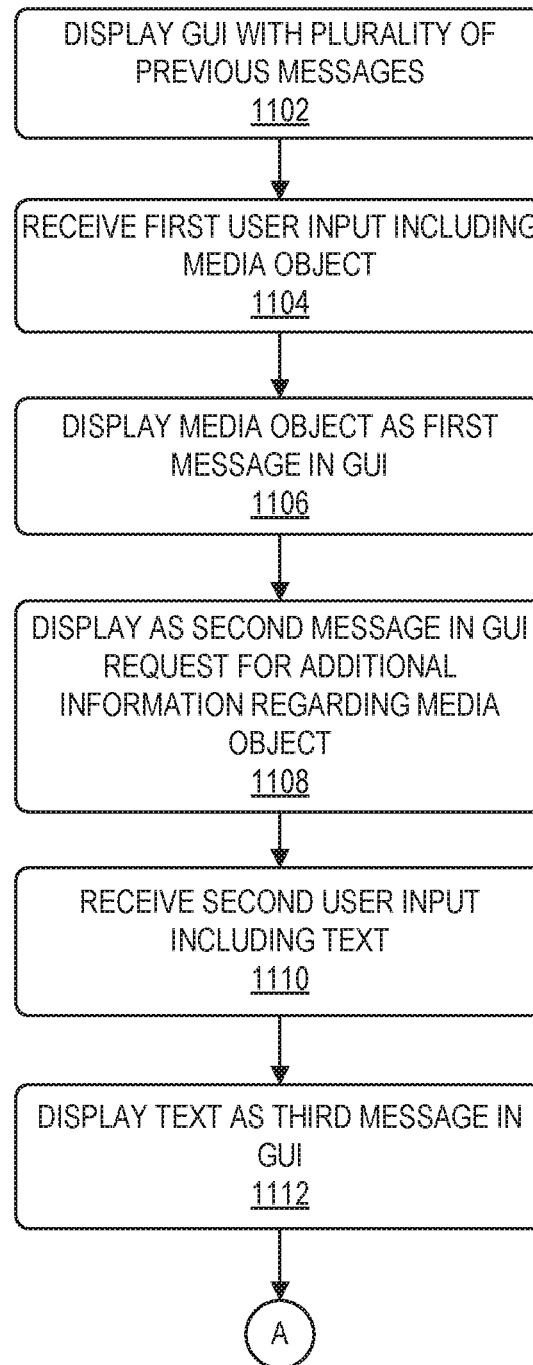 DISPLAY GUI WITH PLURALITY OF
PREVIOUS MESSAGES
1102
RECEIVE FIRST USER INPUT INCLUDING
MEDIA OBJECT
1104
DISPLAY MEDIA OBJECT AS FIRST
MESSAGE IN GUI
1106
DISPLAY AS SECOND MESSAGE IN GUI
REQUEST FOR ADDITIONAL
INFORMATION REGARDING MEDIA
OBJECT
1108
RECEIVE SECOND USER INPUT
INCLUDING TEXT
1110
DISPLAY TEXT AS THIRD MESSAGE IN
GUI
1112
A